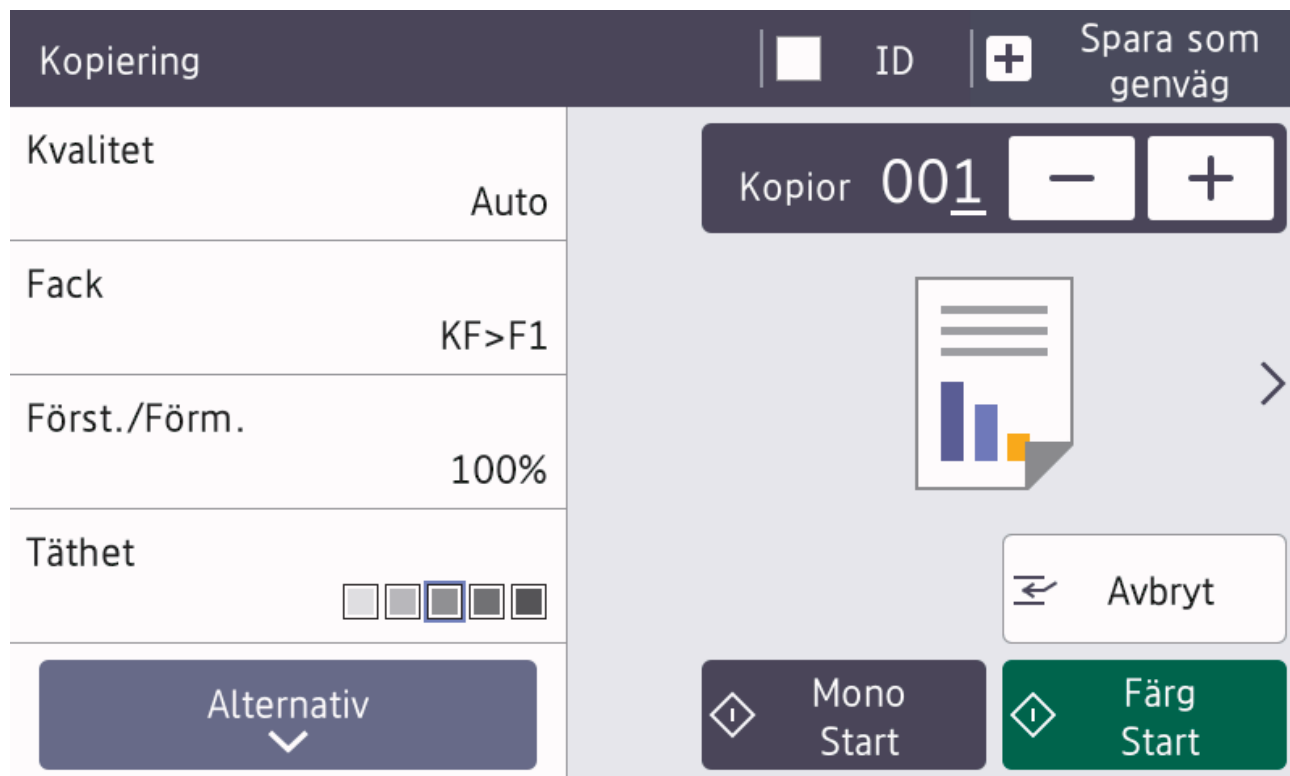 Kopiering
ID
Spara som
genväg
Kvalitet
Auto
Fack
KF>F1
Först./Förm.
100%
Täthet
Alternativ
Kopior 001
Avbryt
Mono
Start
Färg
Start